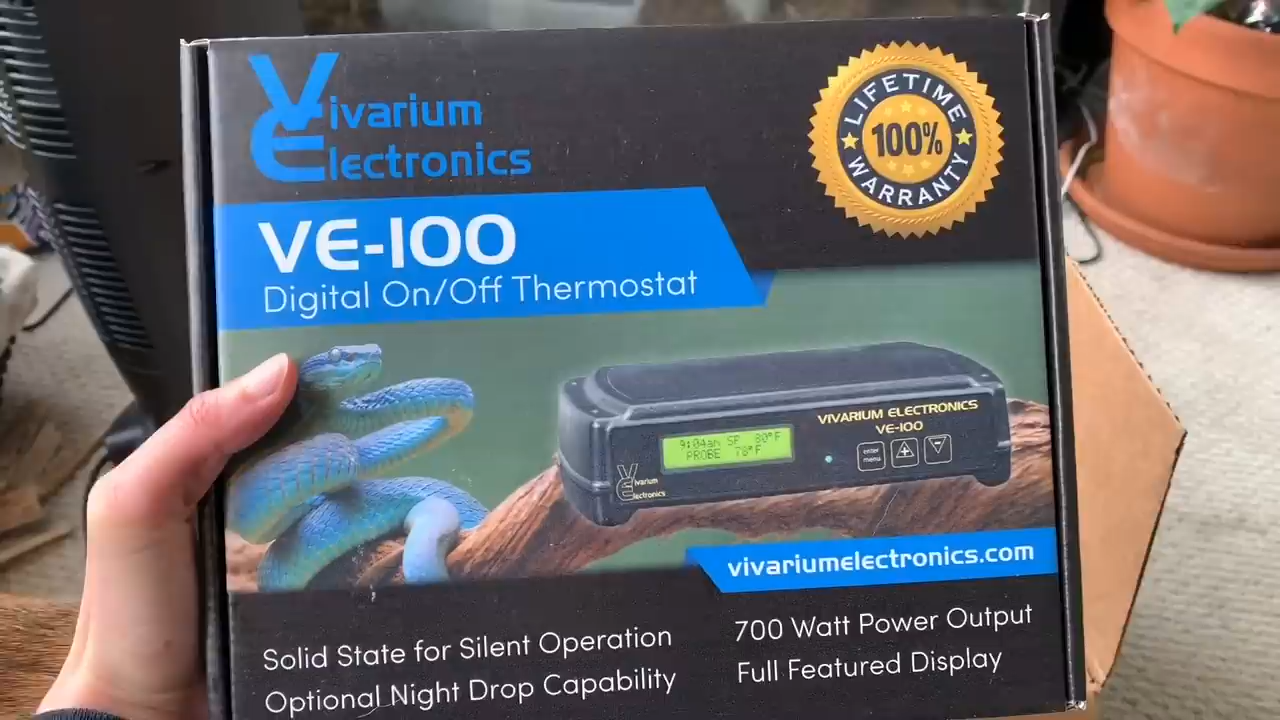 Vivarium
Electronics
LIFETIME
100%
WARRANTY
VE-100
Digital On/Off Thermostat
VIVARIUM ELECTRONICS
VE-100
9:04am SP 80°F
PROBE 78°F
enter
menu
Vivarium
Electronics
vivariumelectronics.com
Solid State for Silent Operation
Optional Night Drop Capability
700 Watt Power Output
Full Featured Display